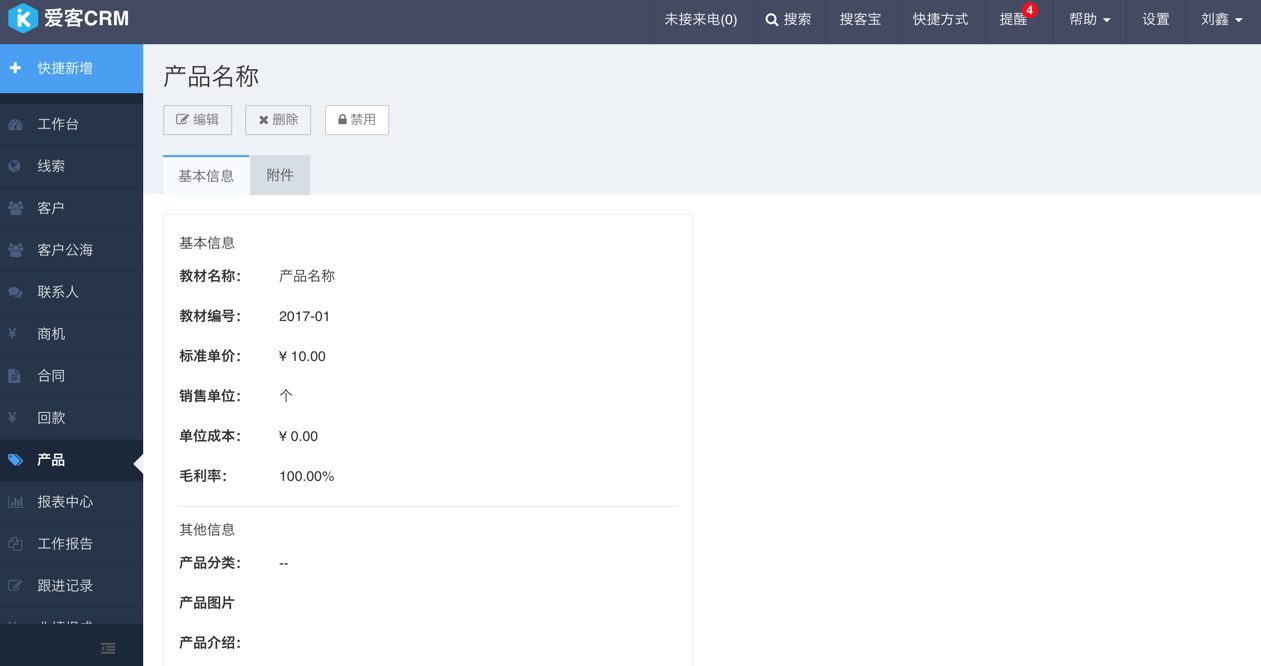 爱客CRM
未接来电(0) 搜索 搜客宝 快捷方式 提醒 4 帮助 设置 刘鑫
快捷新增
工作台
线索
客户
客户公海
联系人
商机
合同
回款
产品
报表中心
工作报告
跟进记录
产品名称
编辑 删除 禁用
基本信息 附件
基本信息
教材名称： 产品名称
教材编号： 2017-01
标准单价： ¥ 10.00
销售单位： 个
单位成本： ¥ 0.00
毛利率： 100.00%
其他信息
产品分类： --
产品图片
产品介绍：